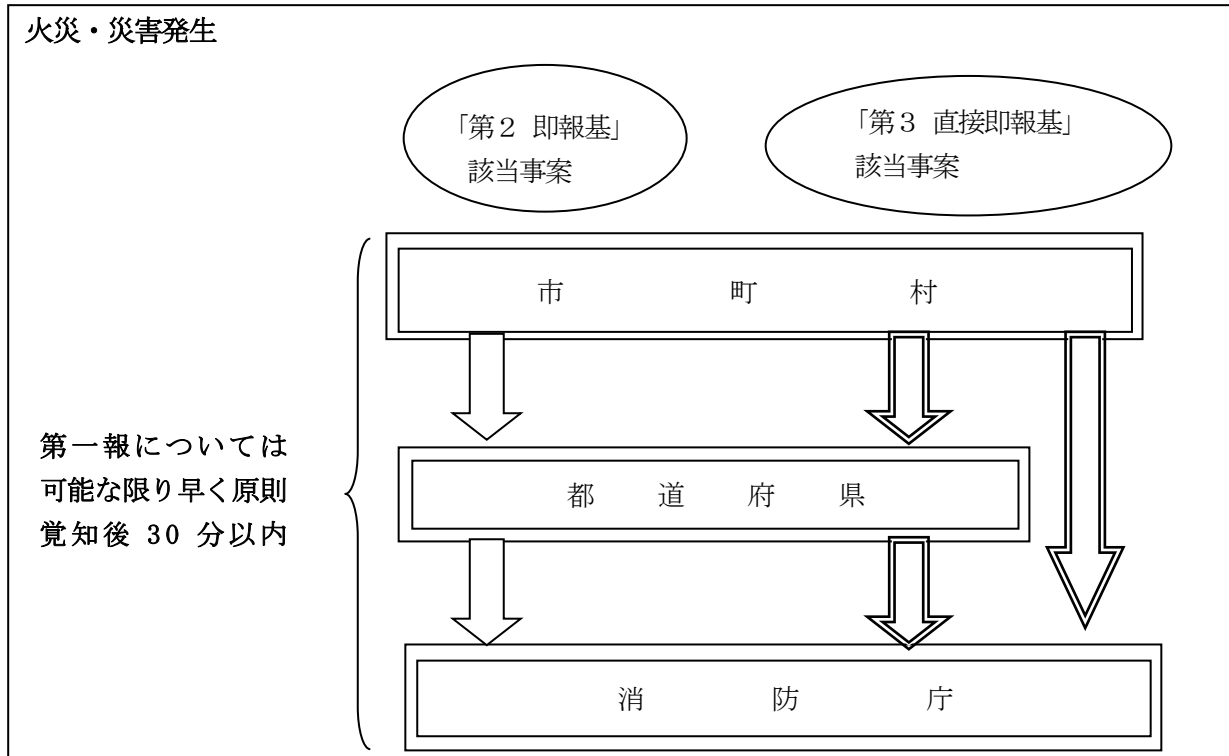 火災・災害発生
「第２ 即報基」
該当事案
「第３ 直接即報基」
該当事案
市 町 村
第一報については
可能な限り早く原則
覚知後 30 分以内
都 道 府 県
消 防 庁